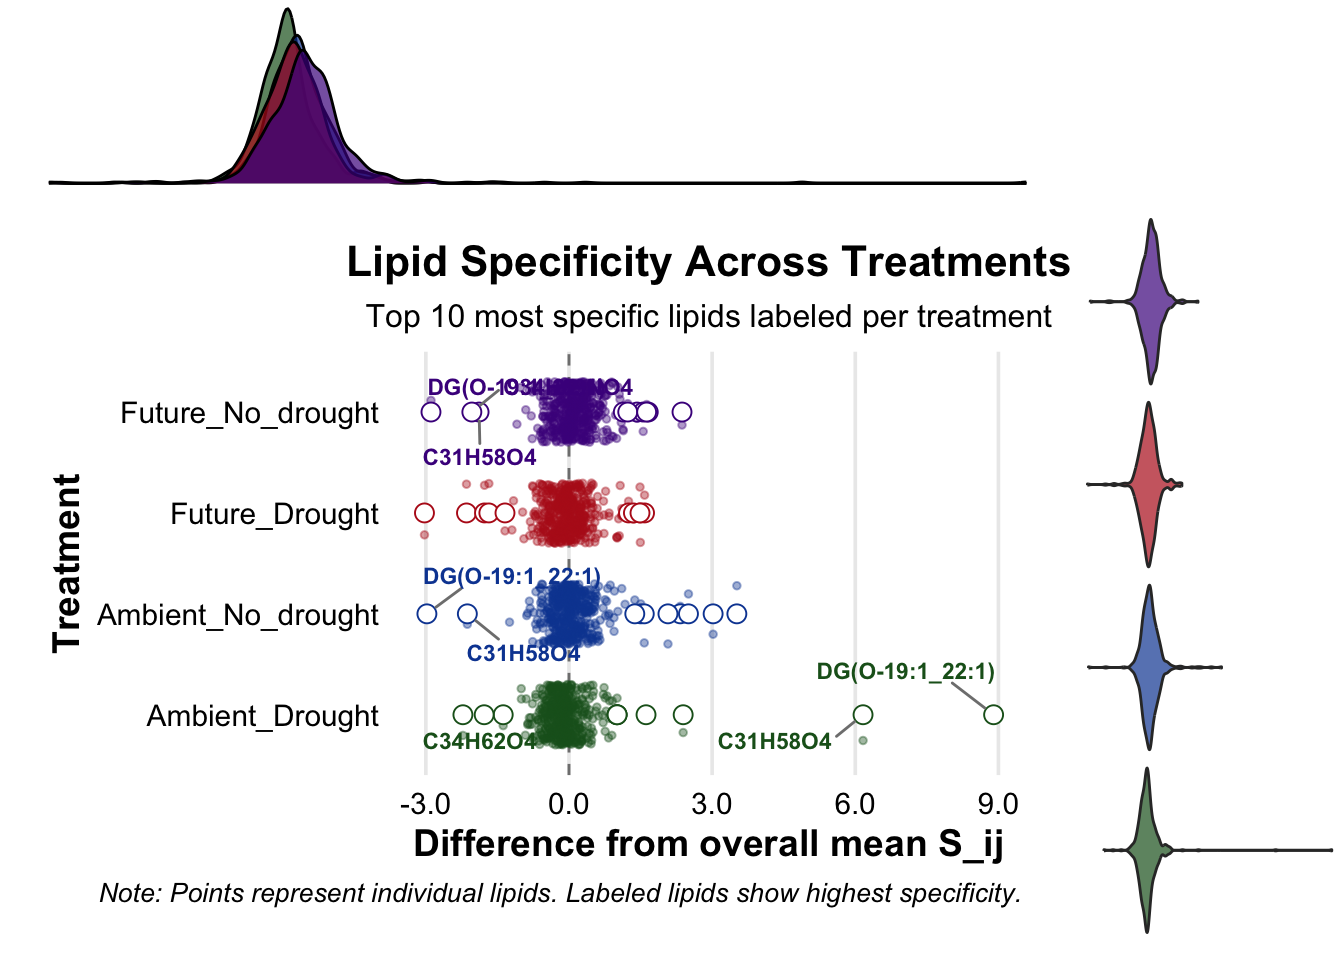 Lipid Specificity Across Treatments
Top 10 most specific lipids labeled per treatment
Treatment
Future_No_drought
C31H58O4
Future_Drought
DG(O-19:1_22:1)
Ambient_No_drought
C31H58O4
DG(O-19:1_22:1)
Ambient_Drought
C34H62O4
C31H58O4
-3.0 0.0 3.0 6.0 9.0
Difference from overall mean S_ij
Note: Points represent individual lipids. Labeled lipids show highest specificity.